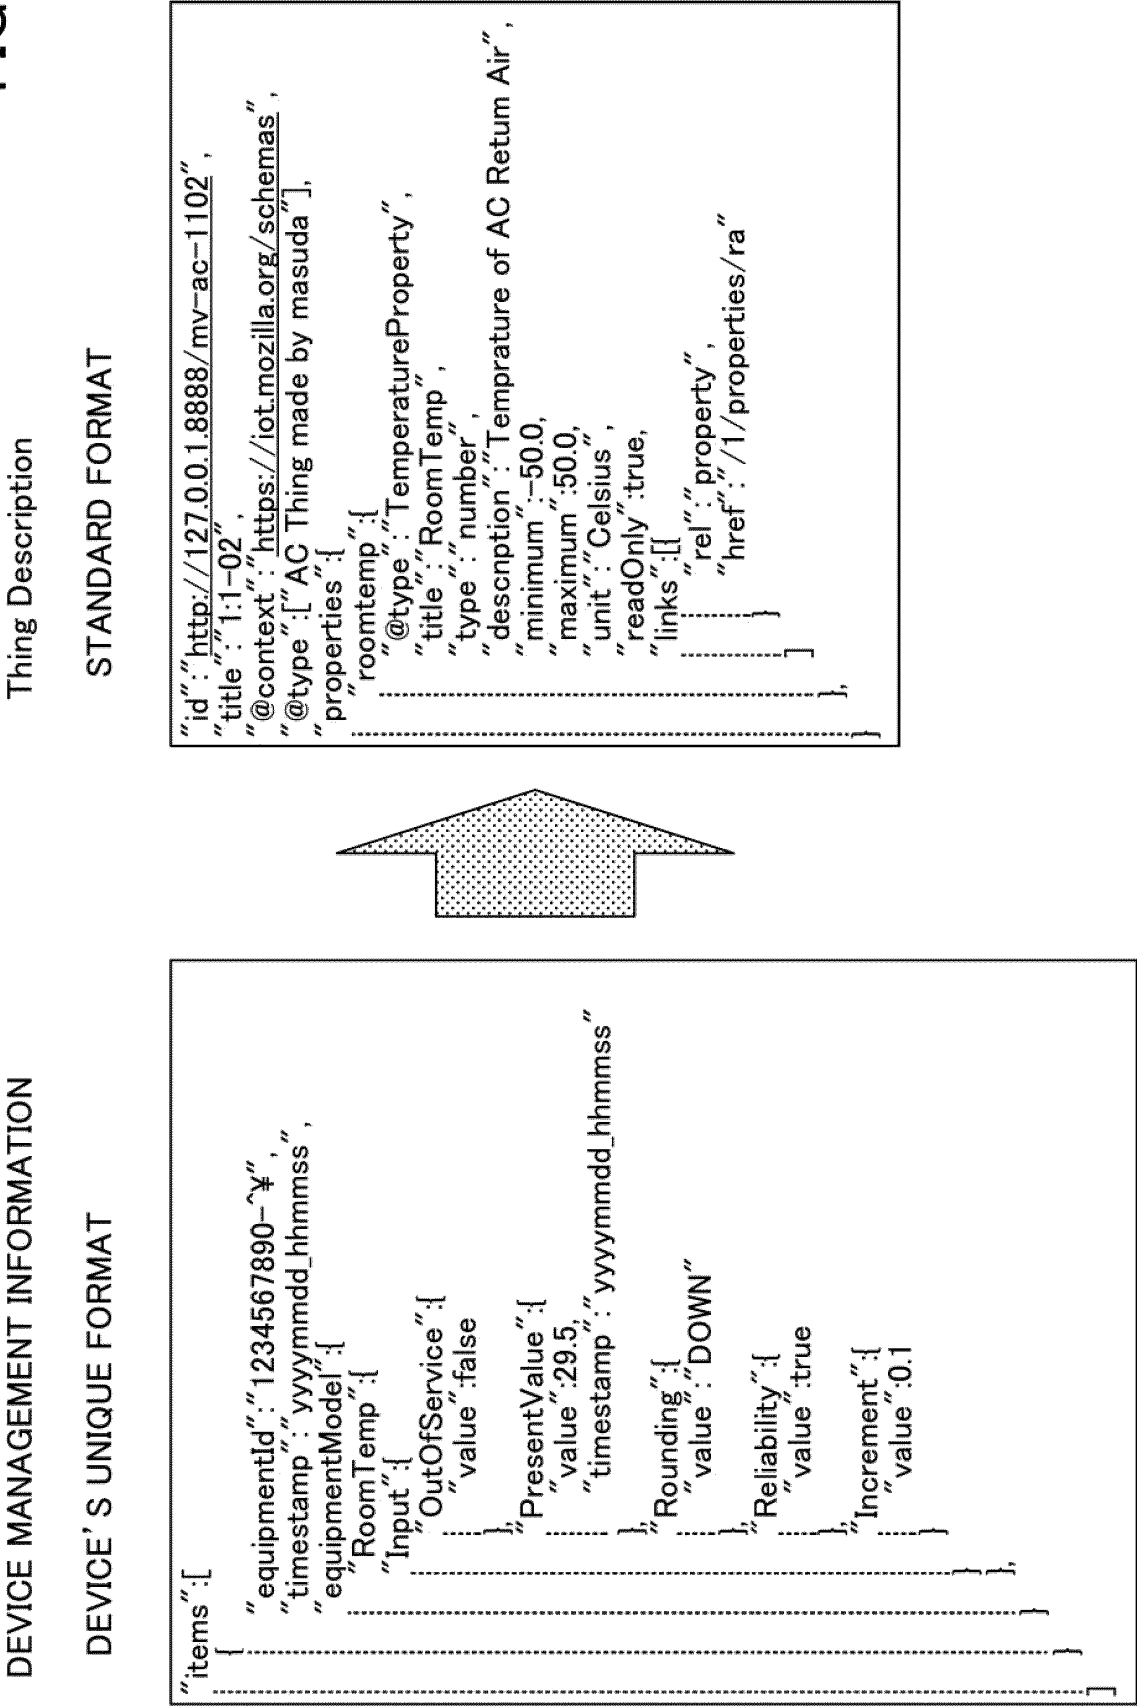 DEVICE MANAGEMENT INFORMATION
DEVICE'S UNIQUE FORMAT
"items":[
{
"equipmentId":"1234567890-^¥",
"timestamp":"yyyymmdd_hhmmss",
"equipmentModel":{
"RoomTemp":{
"Input":{
"OutOfService":{
"value":false
},
"PresentValue":{
"value":29.5,
"timestamp":"yyyymmdd_hhmmss"
},
"Rounding":{
"value":"DOWN"
},
"Reliability":{
"value":true
},
"Increment":{
"value":0.1
}
}
},
}
}
]
Thing Description
STANDARD FORMAT
"id":"http://127.0.0.1.8888/mv-ac-1102",
"title":"1:1-02",
"@context":"https://iot.mozilla.org/schemas",
"@type":["AC Thing made by masuda"],
"properties":{
"roomtemp":{
"@type":"TemperatureProperty",
"title":"RoomTemp",
"type":"number",
"descnption":"Temprature of AC Retum Air",
"minimum":-50.0,
"maximum":50.0,
"unit":"Celsius",
"readOnly":true,
"links":[{
"rel":"property",
"href":"/1/properties/ra"
}
]
},
}